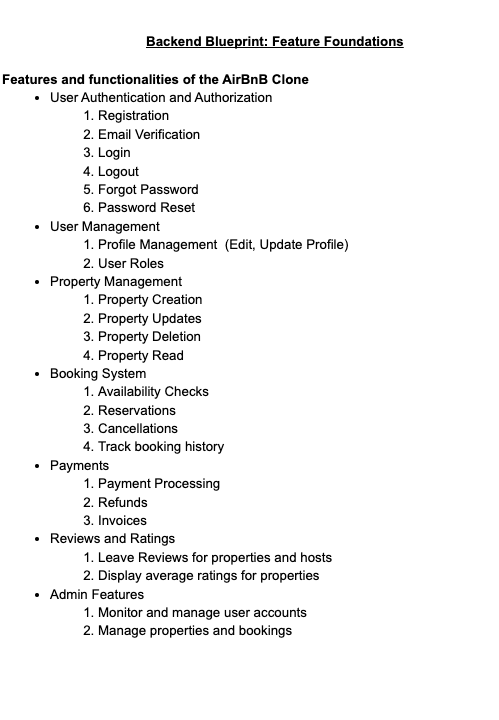 Backend Blueprint: Feature Foundations
Features and functionalities of the AirBnB Clone
• User Authentication and Authorization
1. Registration
2. Email Verification
3. Login
4. Logout
5. Forgot Password
6. Password Reset
• User Management
1. Profile Management  (Edit, Update Profile)
2. User Roles
• Property Management
1. Property Creation
2. Property Updates
3. Property Deletion
4. Property Read
• Booking System
1. Availability Checks
2. Reservations
3. Cancellations
4. Track booking history
• Payments
1. Payment Processing
2. Refunds
3. Invoices
• Reviews and Ratings
1. Leave Reviews for properties and hosts
2. Display average ratings for properties
• Admin Features
1. Monitor and manage user accounts
2. Manage properties and bookings